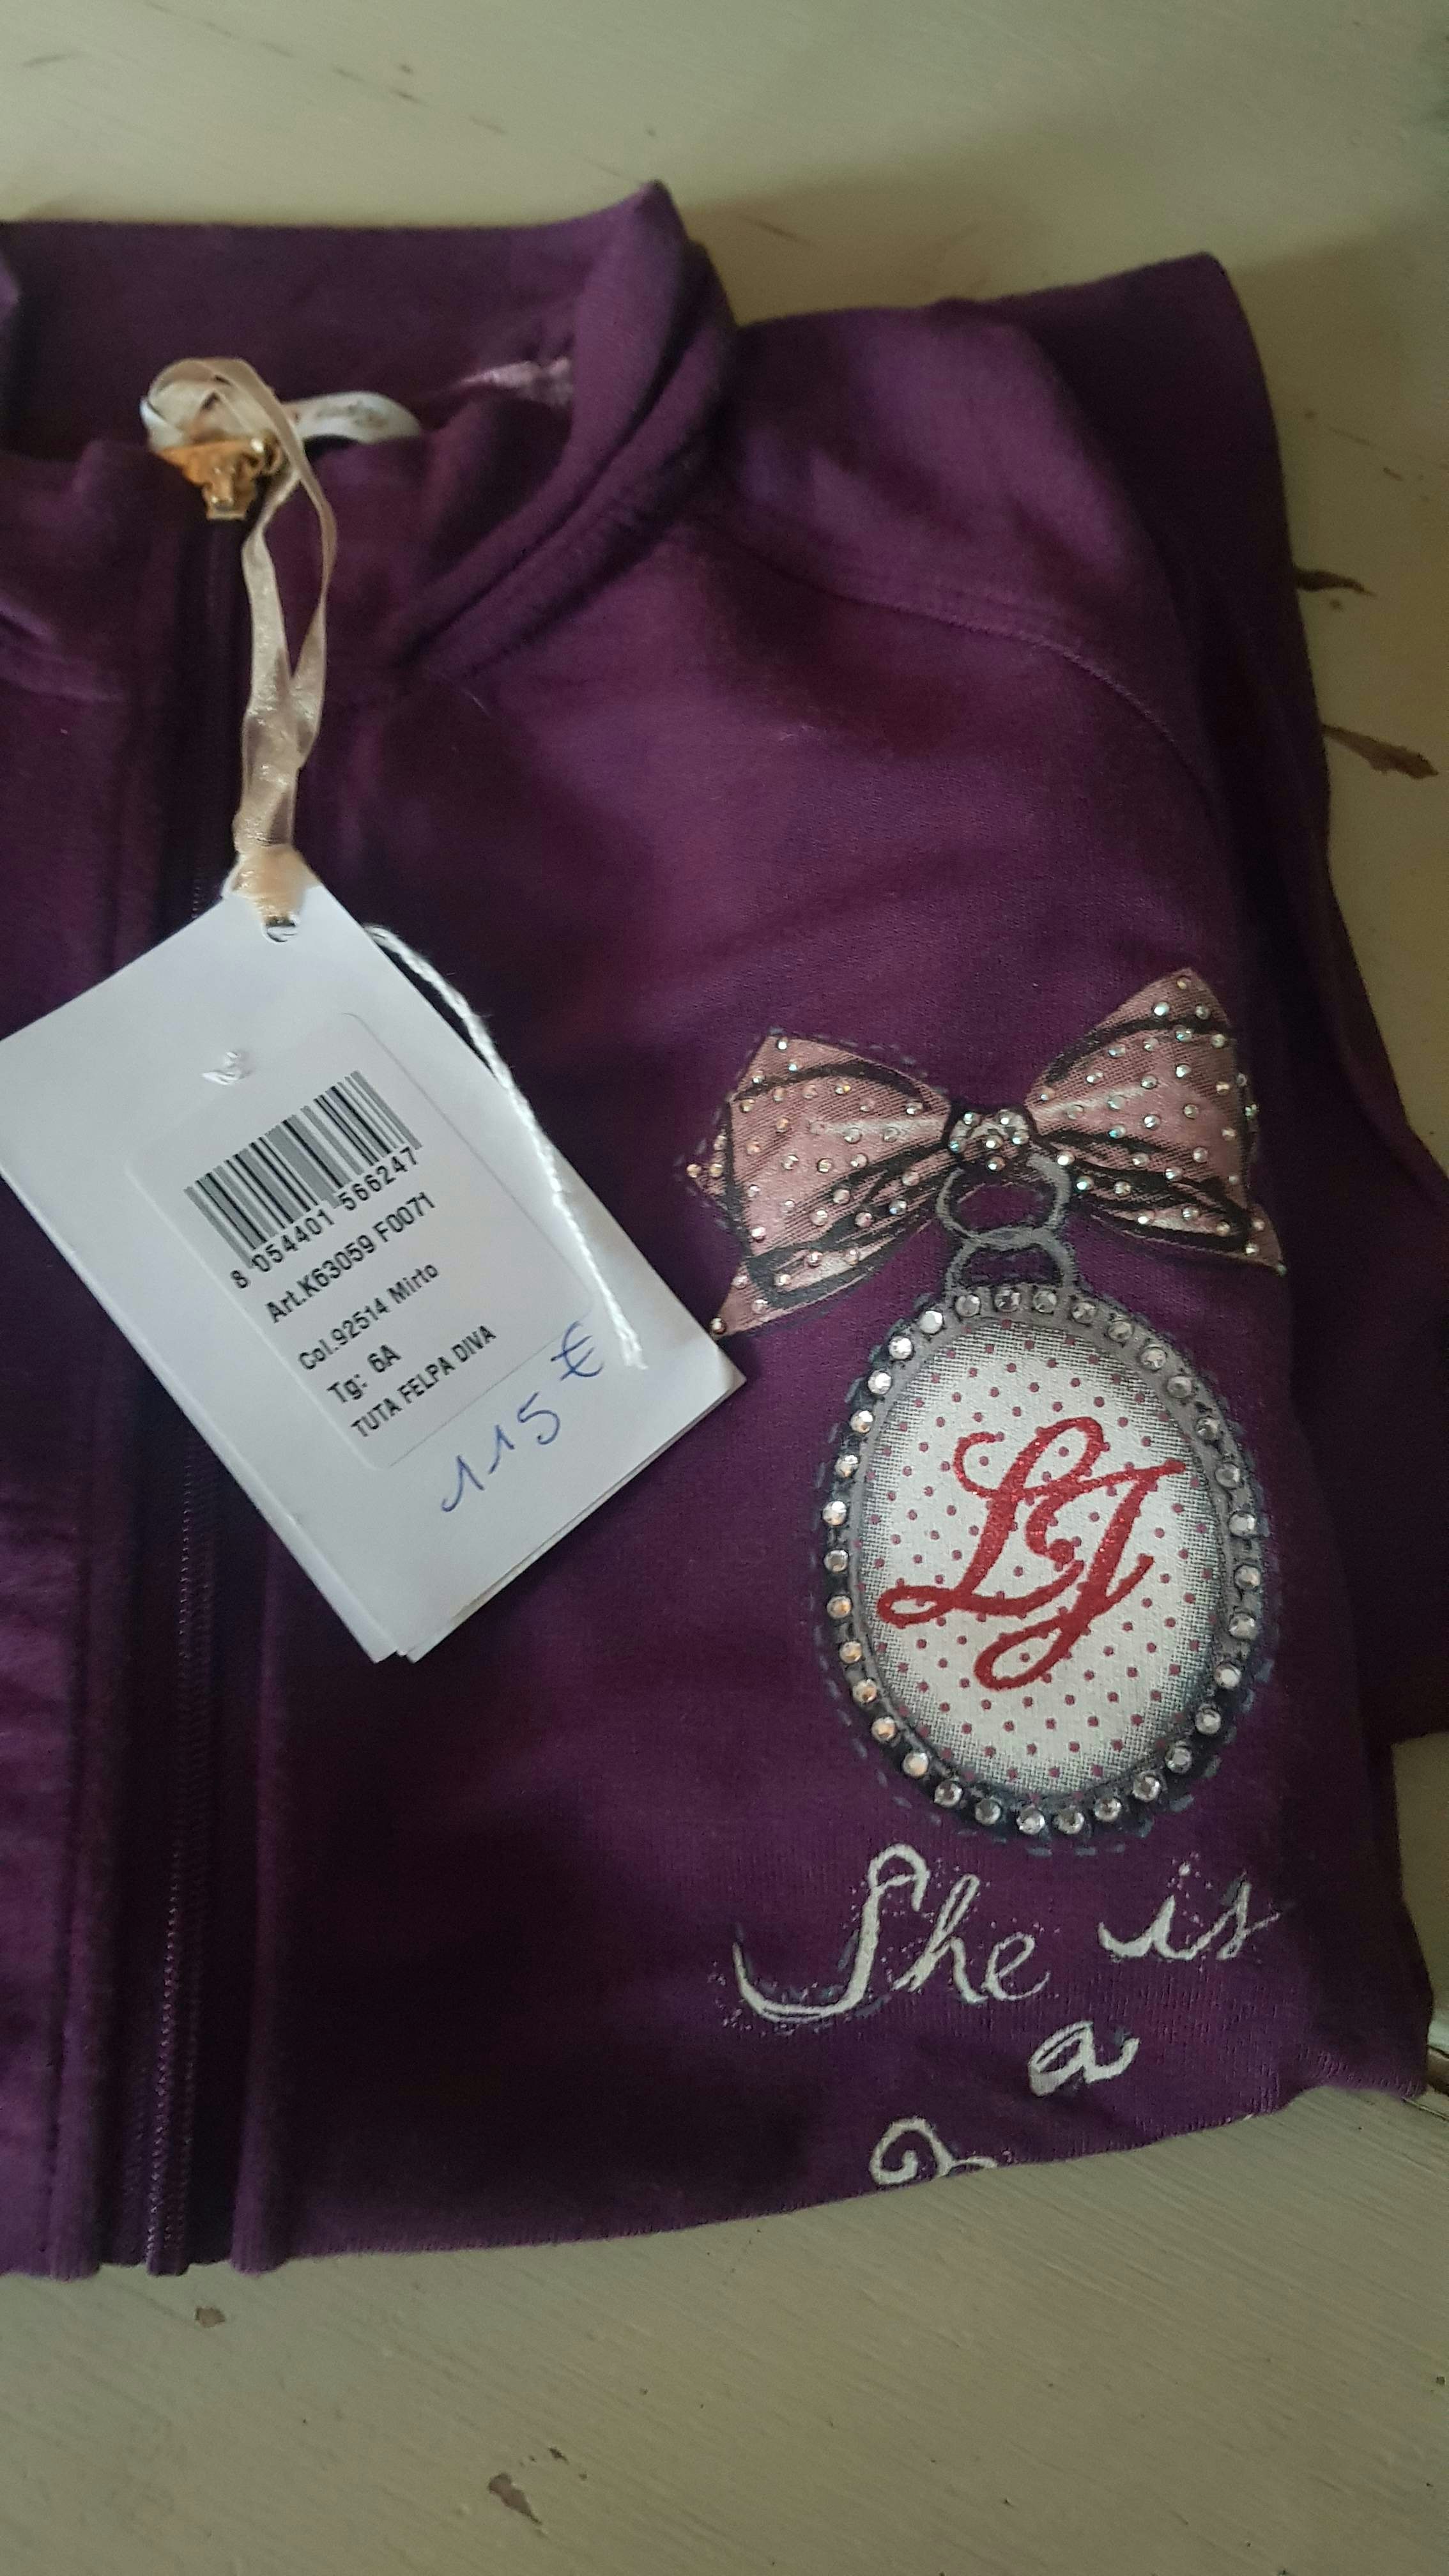 8 054401 566247
Art.K63059 F0071
Col.92514 Mirto
Tg: 6A
TUTA FELPA DIVA
115 €
LJ
She is
a